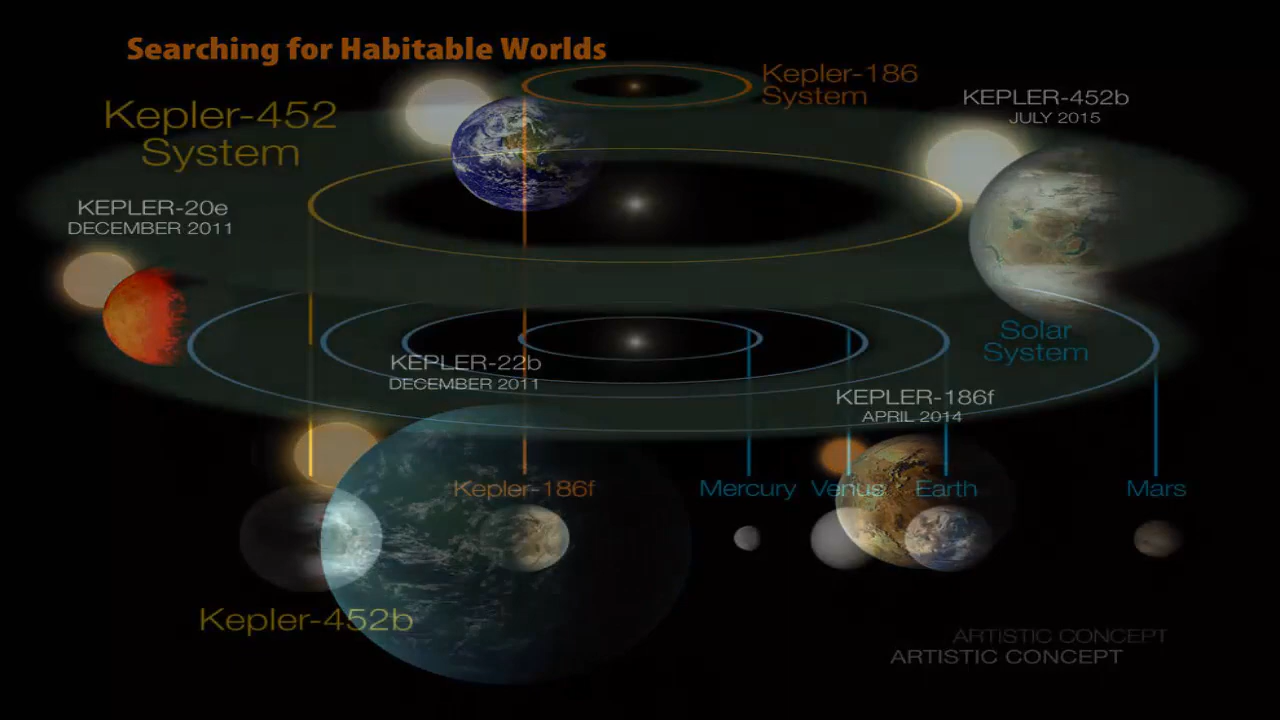 Searching for Habitable Worlds
Kepler-186
System
Kepler-452
System
KEPLER-452b
JULY 2015
KEPLER-20e
DECEMBER 2011
Solar
System
KEPLER-22b
DECEMBER 2011
KEPLER-186f
APRIL 2014
Kepler-186f
Mercury
Venus
Earth
Mars
Kepler-452b
ARTISTIC CONCEPT
ARTISTIC CONCEPT